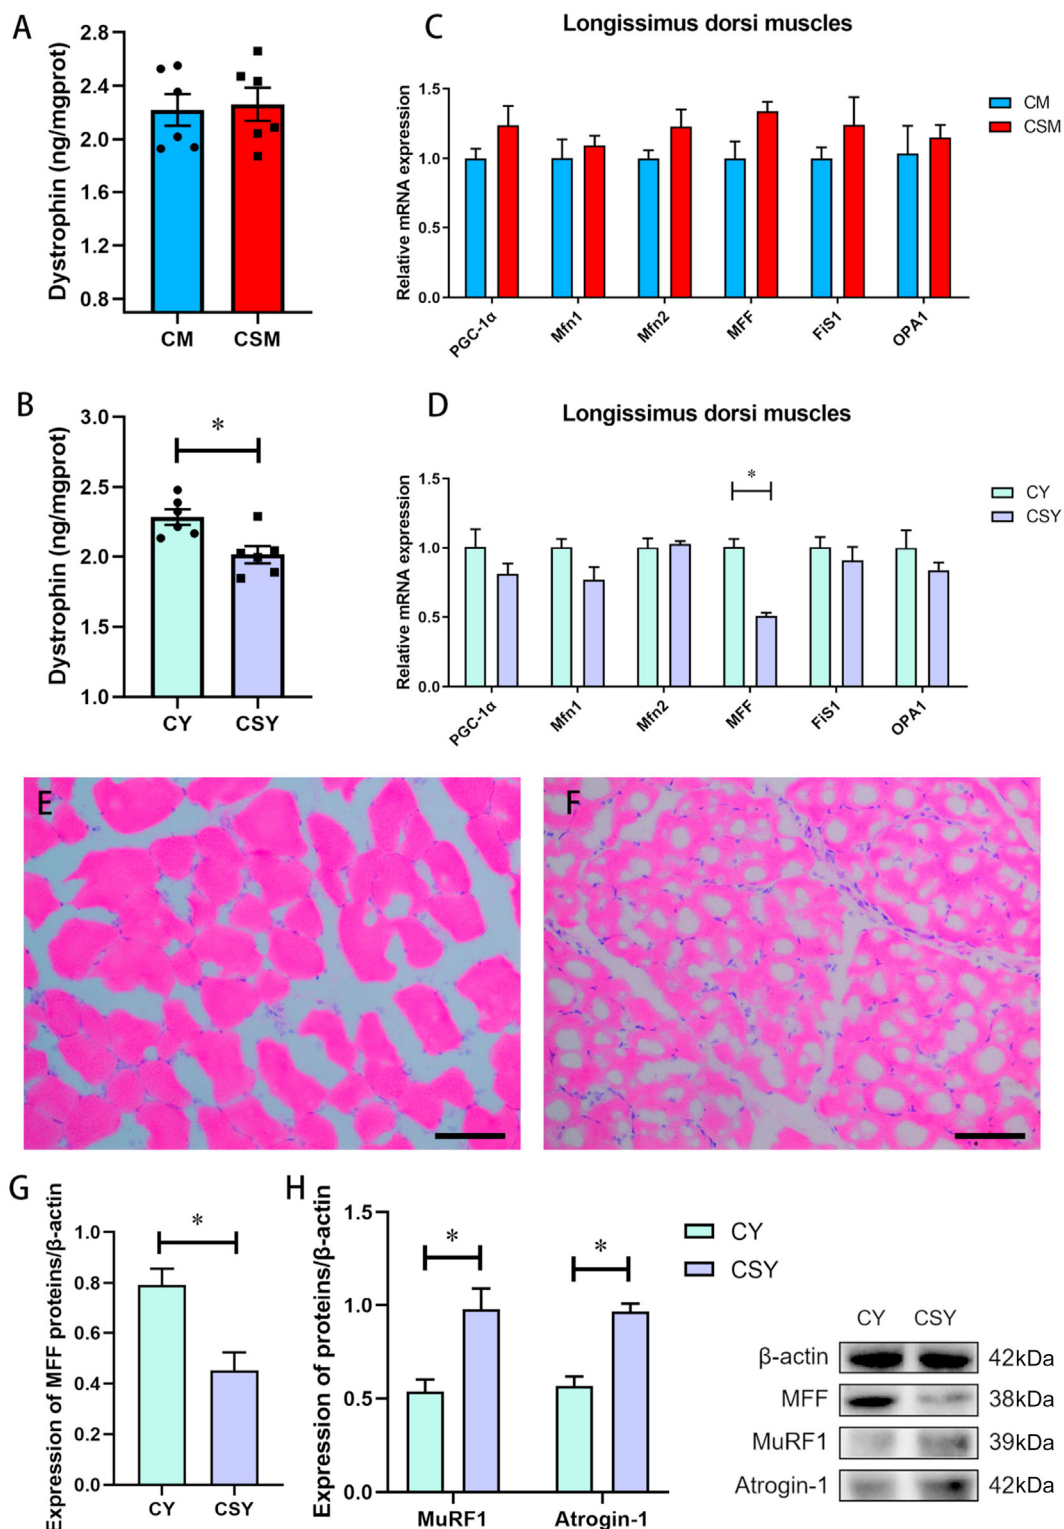 A
Dystrophin (ng/mgprot)
2.8
2.4
2.0
1.6
1.2
0.8
CM
CSM
C
Longissimus dorsi muscles
Relative mRNA expression
1.5
1.0
0.5
0.0
PGC-1α
Mfn1
Mfn2
MFF
FiS1
OPA1
CM
CSM
B
Dystrophin (ng/mgprot)
3.0
2.5
2.0
1.5
1.0
*
CY
CSY
D
Longissimus dorsi muscles
Relative mRNA expression
1.5
1.0
0.5
0.0
*
PGC-1α
Mfn1
Mfn2
MFF
FiS1
OPA1
CY
CSY
E
F
G
Expression of MFF proteins/β-actin
1.0
0.8
0.6
0.4
0.2
0.0
*
CY
CSY
H
Expression of proteins/β-actin
1.5
1.0
0.5
0.0
*
*
MuRF1
Atrogin-1
CY
CSY
CY CSY
β-actin 42kDa
MFF 38kDa
MuRF1 39kDa
Atrogin-1 42kDa